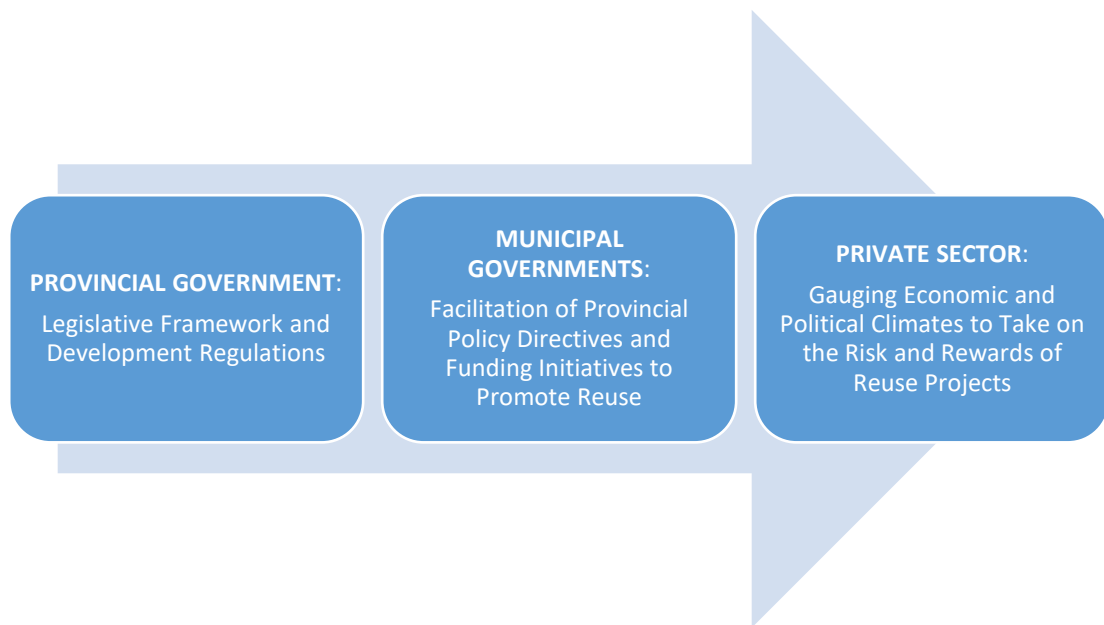 PROVINCIAL GOVERNMENT:
Legislative Framework and
Development Regulations
MUNICIPAL
GOVERNMENTS:
Facilitation of Provincial
Policy Directives and
Funding Initiatives to
Promote Reuse
PRIVATE SECTOR:
Gauging Economic and
Political Climates to Take on
the Risk and Rewards of
Reuse Projects